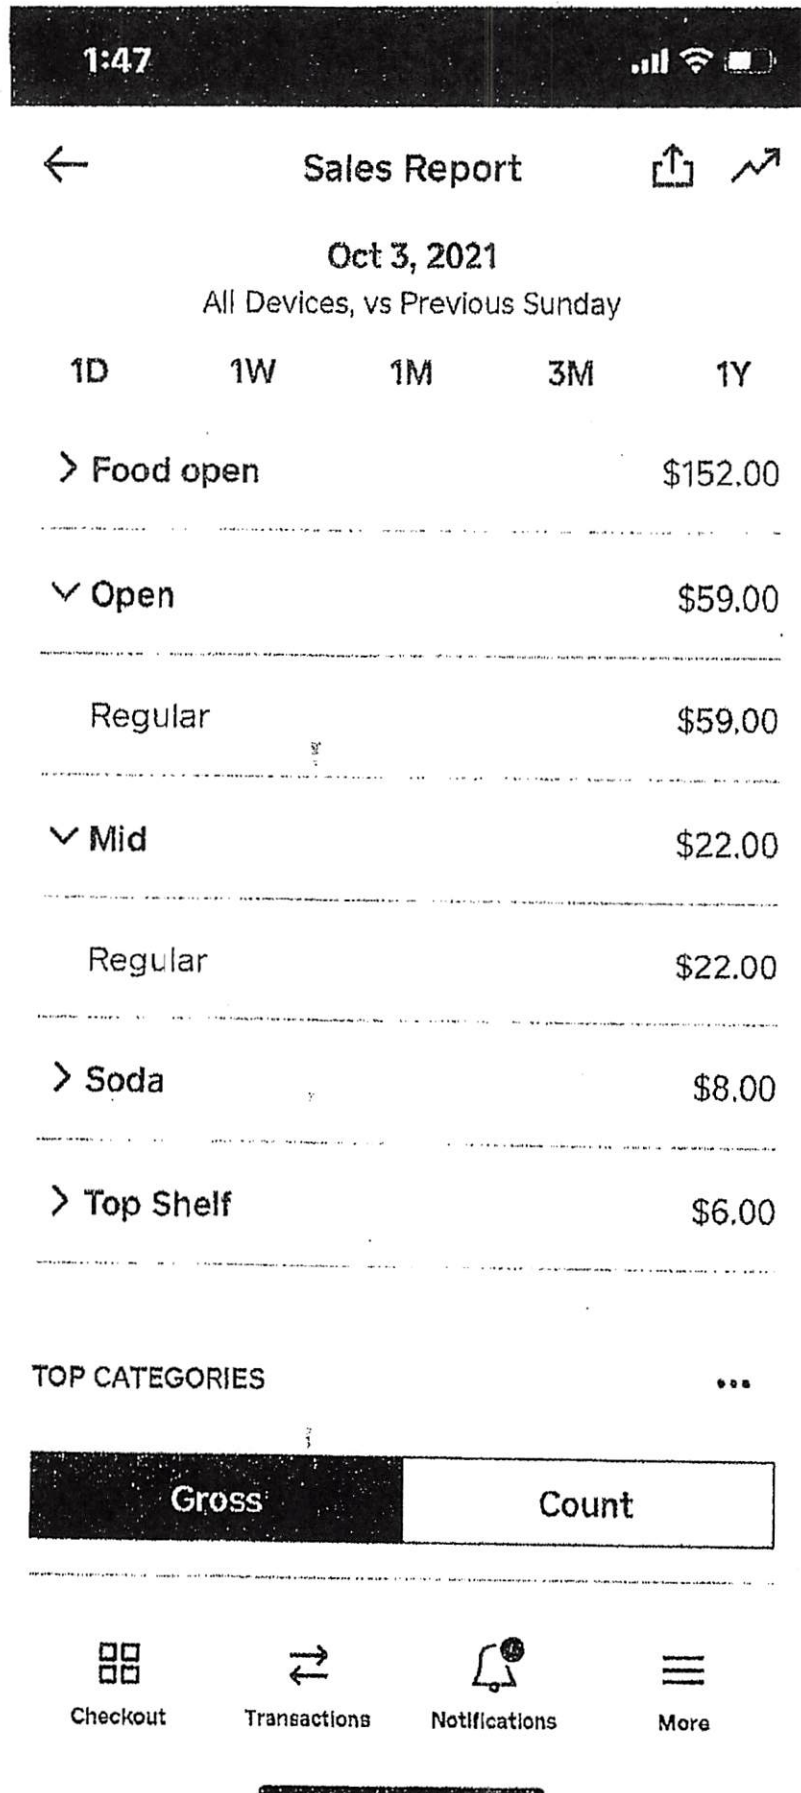 1:47
Sales Report
Oct 3, 2021
All Devices, vs Previous Sunday
1D 1W 1M 3M 1Y
Food open $152.00
Open $59.00
Regular $59.00
Mid $22.00
Regular $22.00
Soda $8.00
Top Shelf $6.00
TOP CATEGORIES
Gross Count
Checkout Transactions Notifications More